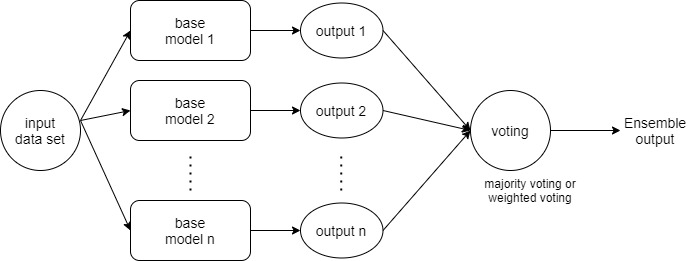 input
data set
base
model 1
output 1
base
model 2
output 2
base
model n
output n
voting
majority voting or
weighted voting
Ensemble
output